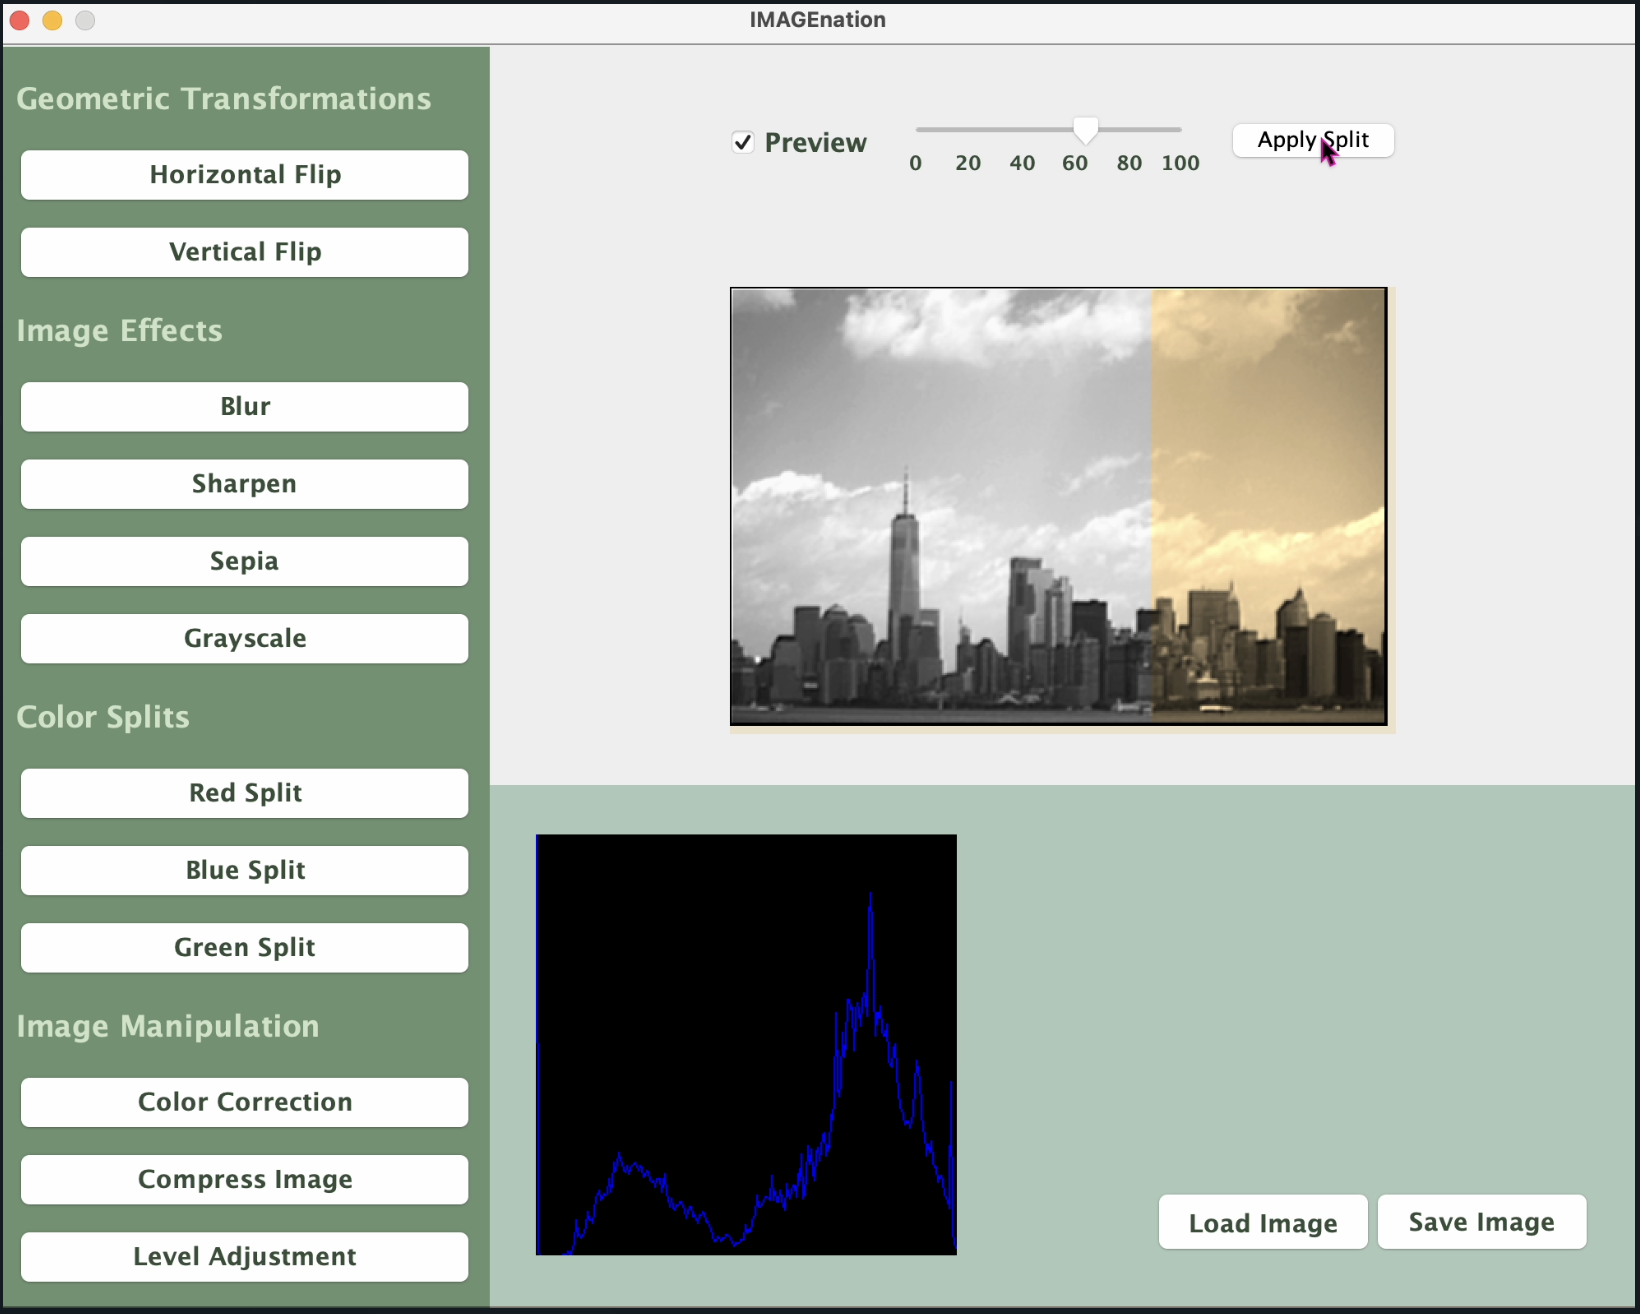 IMAGEnation
Geometric Transformations
Horizontal Flip
Vertical Flip
Image Effects
Blur
Sharpen
Sepia
Grayscale
Color Splits
Red Split
Blue Split
Green Split
Image Manipulation
Color Correction
Compress Image
Level Adjustment
Preview
0 20 40 60 80 100
Apply Split
Load Image
Save Image